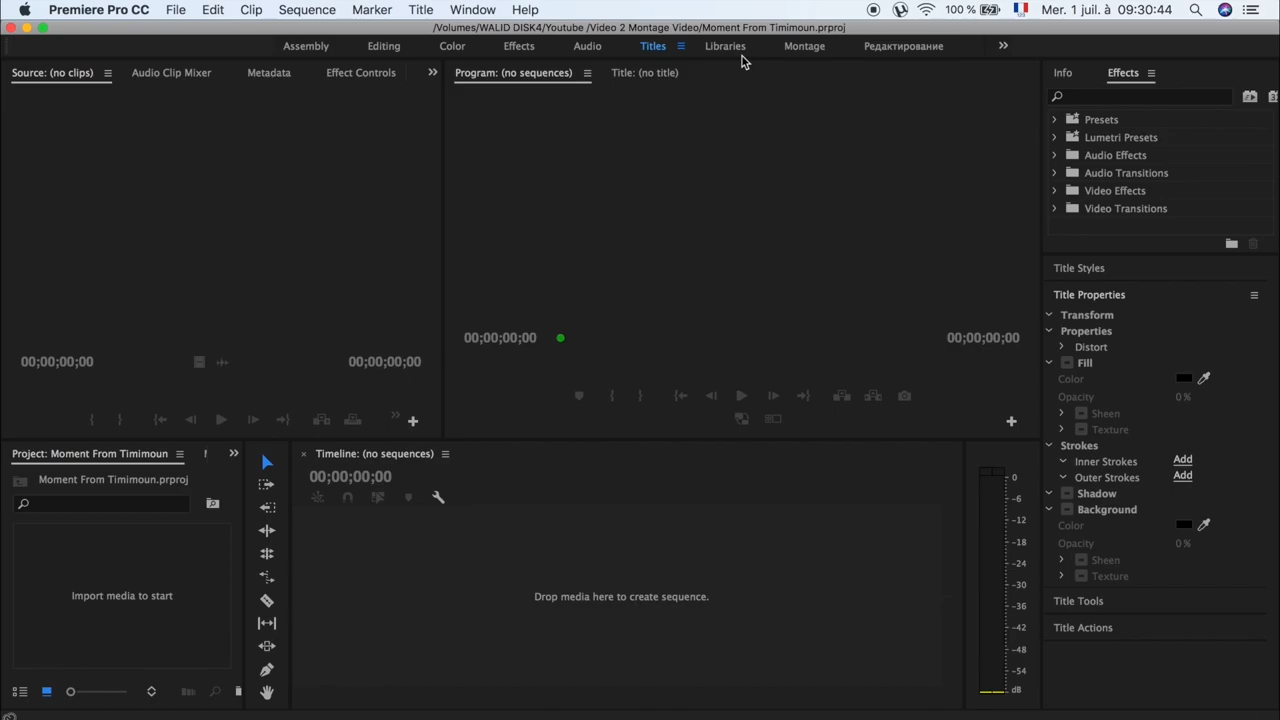 Premiere Pro CC File Edit Clip Sequence Marker Title Window Help 100 % Mer. 1 juil. à 09:30:44
/Volumes/WALID DISK4/Youtube /Video 2 Montage Video/Moment From Timimoun.prproj
Assembly Editing Color Effects Audio Titles Libraries Montage Редактирование
Source: (no clips) Audio Clip Mixer Metadata Effect Controls
Program: (no sequences) Title: (no title)
Info Effects
Presets
Lumetri Presets
Audio Effects
Audio Transitions
Video Effects
Video Transitions
00;00;00;00 00;00;00;00
00;00;00;00 00;00;00;00
Title Styles
Title Properties
Transform
Properties
Distort
Fill
Color
Opacity 0 %
Sheen
Texture
Strokes
Inner Strokes Add
Outer Strokes Add
Shadow
Background
Color
Opacity 0 %
Sheen
Texture
Title Tools
Title Actions
Project: Moment From Timimoun
Moment From Timimoun.prproj
Import media to start
Timeline: (no sequences)
00;00;00;00
Drop media here to create sequence.
0
-6
-12
-18
-24
-30
-36
-42
-48
-54
dB